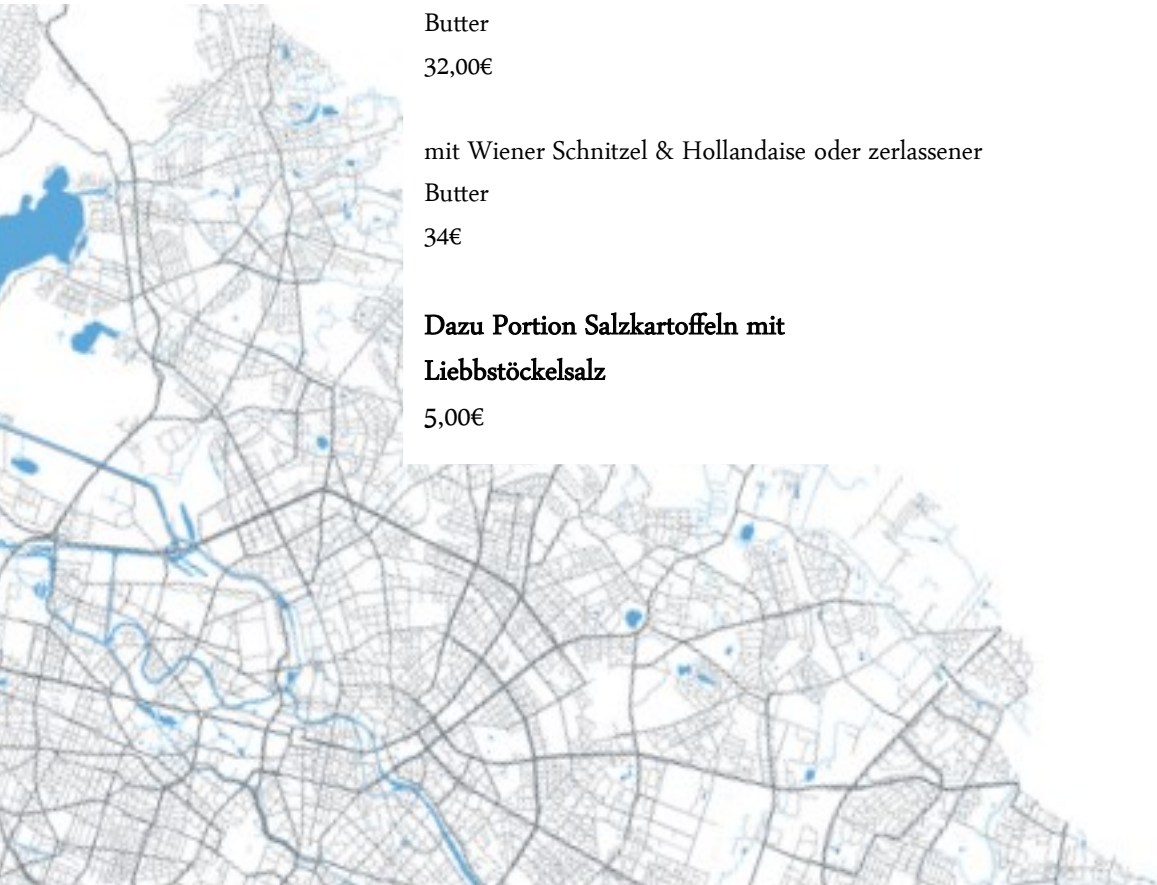 Butter
32,00€
mit Wiener Schnitzel & Hollandaise oder zerlassener
Butter
34€
Dazu Portion Salzkartoffeln mit
Liebbstöckelsalz
5,00€